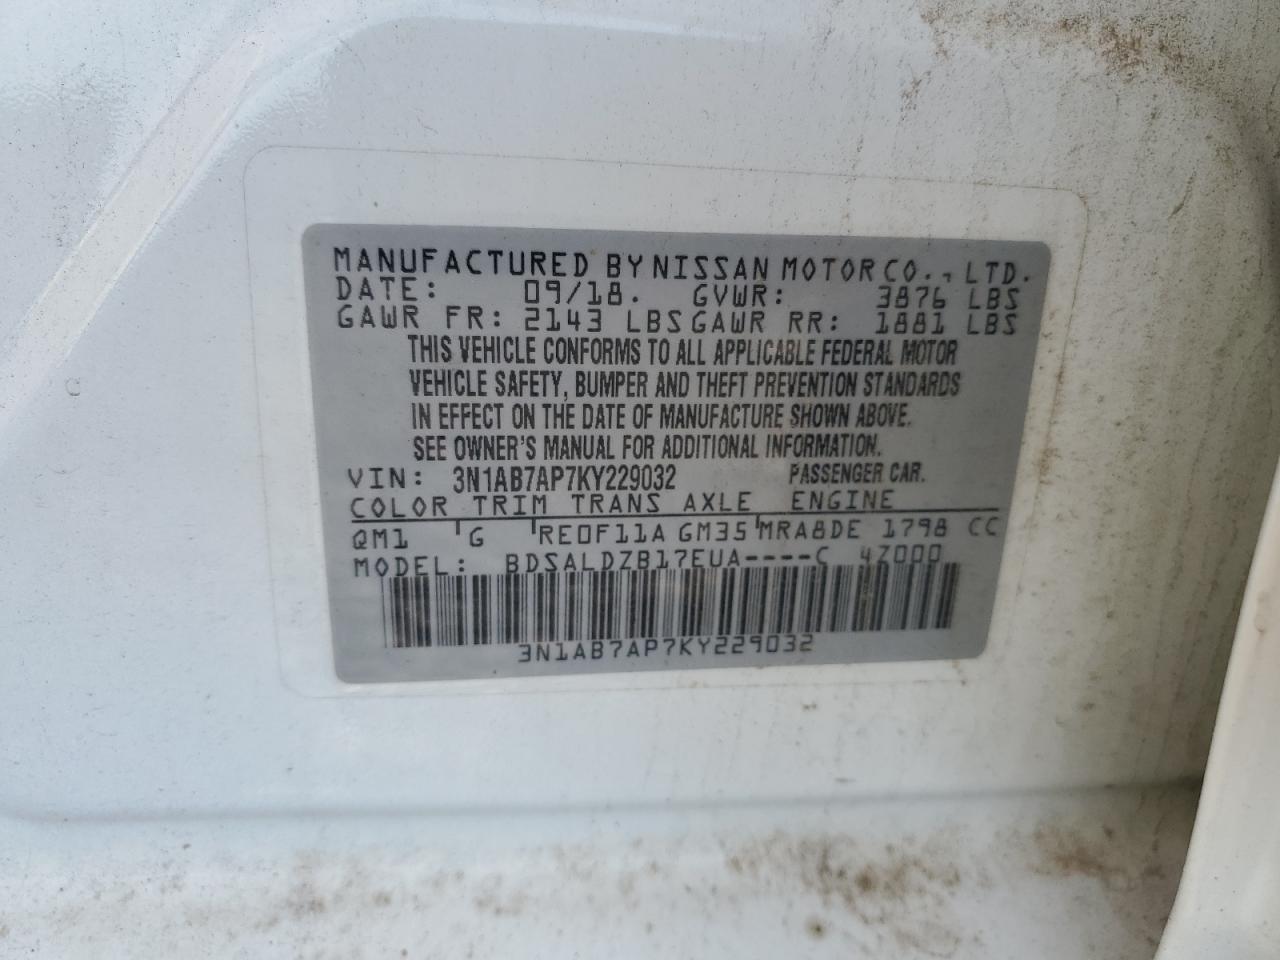 MANUFACTURED BY NISSAN MOTOR CO., LTD.
DATE: 09/18. GVWR: 3876 LBS
GAWR FR: 2143 LBS GAWR RR: 1881 LBS
THIS VEHICLE CONFORMS TO ALL APPLICABLE FEDERAL MOTOR
VEHICLE SAFETY, BUMPER AND THEFT PREVENTION STANDARDS
IN EFFECT ON THE DATE OF MANUFACTURE SHOWN ABOVE.
SEE OWNER'S MANUAL FOR ADDITIONAL INFORMATION.
VIN: 3N1AB7AP7KY229032 PASSENGER CAR.
COLOR TRIM TRANS AXLE ENGINE
QM1 G RE0F11A GM35 MRA8DE 1798 CC
MODEL: BDSALDZB17EUA----C 4Z000
3N1AB7AP7KY229032